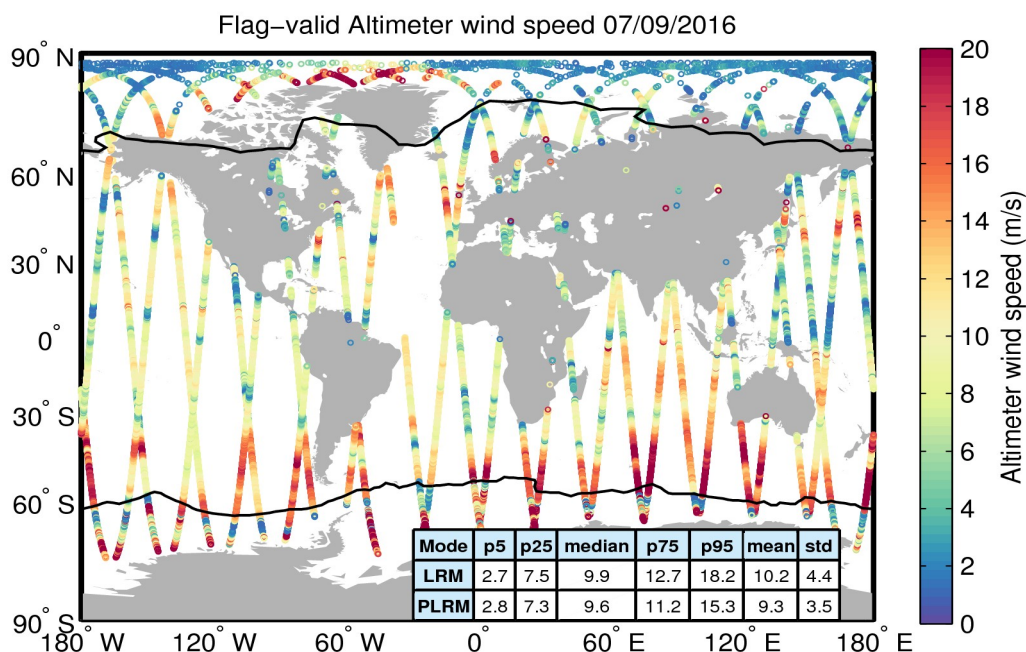 Flag−valid Altimeter wind speed 07/09/2016
90° N
60° N
30° N
0°
30° S
60° S
90° S
180° W
120° W
60° W
0°
60° E
120° E
180° E
Mode p5 p25 median p75 p95 mean std
LRM 2.7 7.5 9.9 12.7 18.2 10.2 4.4
PLRM 2.8 7.3 9.6 11.2 15.3 9.3 3.5
20
18
16
14
12
10
8
6
4
2
0
Altimeter wind speed (m/s)